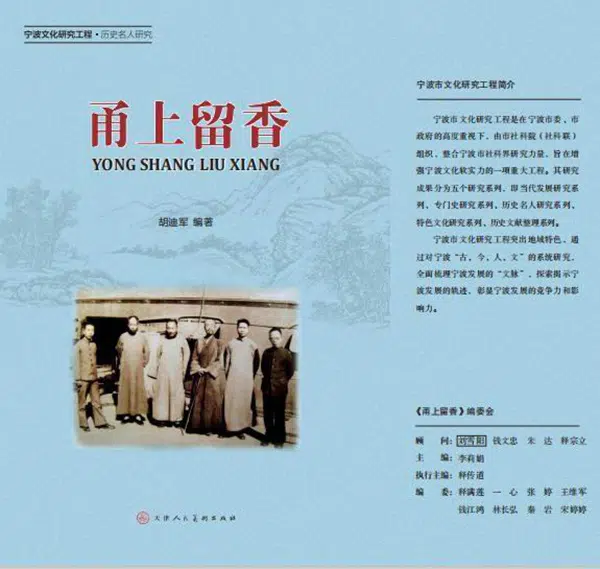 宁波文化研究工程·历史名人研究
甬上留香
YONG SHANG LIU XIANG
胡迪军 编著
天津人民美术出版社
宁波市文化研究工程简介
宁波市文化研究工程是在宁波市委、市
政府的高度重视下，由市社科院（社科联）
组织、整合宁波市社科界研究力量，旨在增
强宁波文化软实力的一项重大工程。其研究
成果分为五个研究系列，即当代发展研究系
列、专门史研究系列、历史名人研究系列、
特色文化研究系列、历史文献整理系列。
宁波市文化研究工程突出地域特色，通
过对宁波“古、今、人、文”的系统研究，
全面梳理宁波发展的“文脉”，探索揭示宁
波发展的轨迹，彰显宁波发展的竞争力和影
响力。
《甬上留香》编委会
顾 问：刘雪阳 钱文忠 朱 达 释宗立
主 编：李莉娟
执行主编：释传道
编 委：释满莲 一 心 张 婷 王维军
钱江鸿 林长弘 秦 岩 宋婷婷